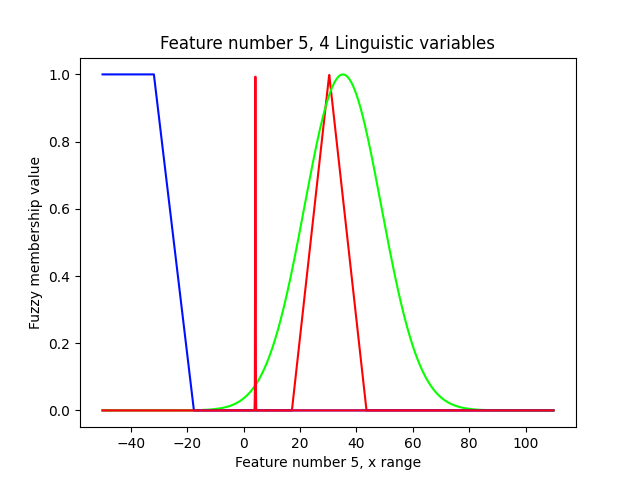 Feature number 5, 4 Linguistic variables
Fuzzy membership value
1.0
0.8
0.6
0.4
0.2
0.0
−40 −20 0 20 40 60 80 100
Feature number 5, x range